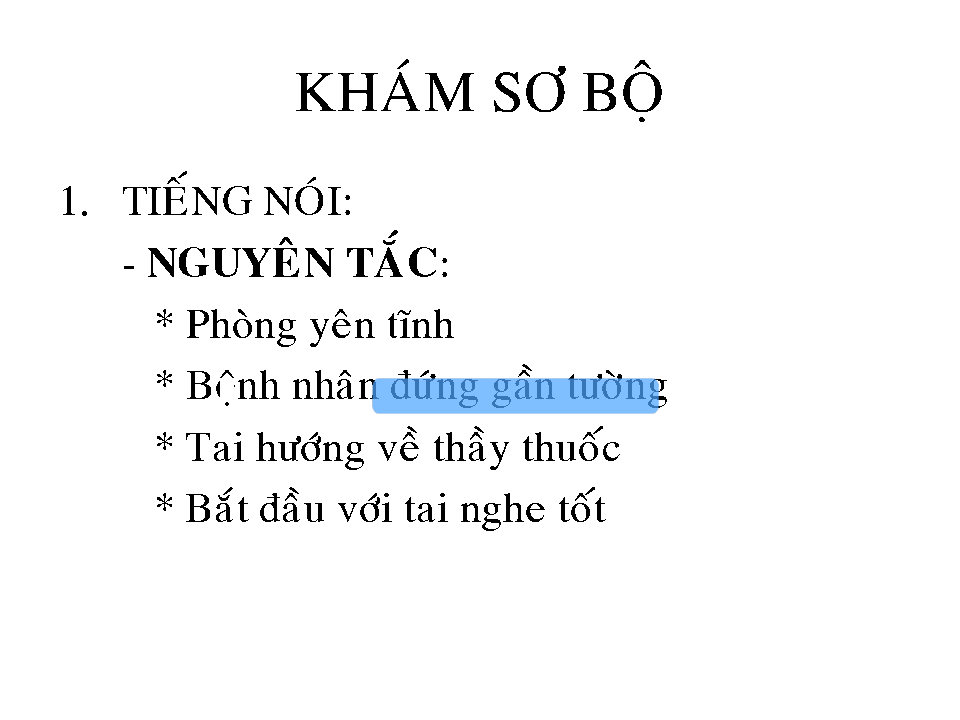 KHÁM SƠ BỘ
1. TIẾNG NÓI:
- NGUYÊN TẮC:
* Phòng yên tĩnh
* Bệnh nhân đứng gần tường
* Tai hướng về thầy thuốc
* Bắt đầu với tai nghe tốt